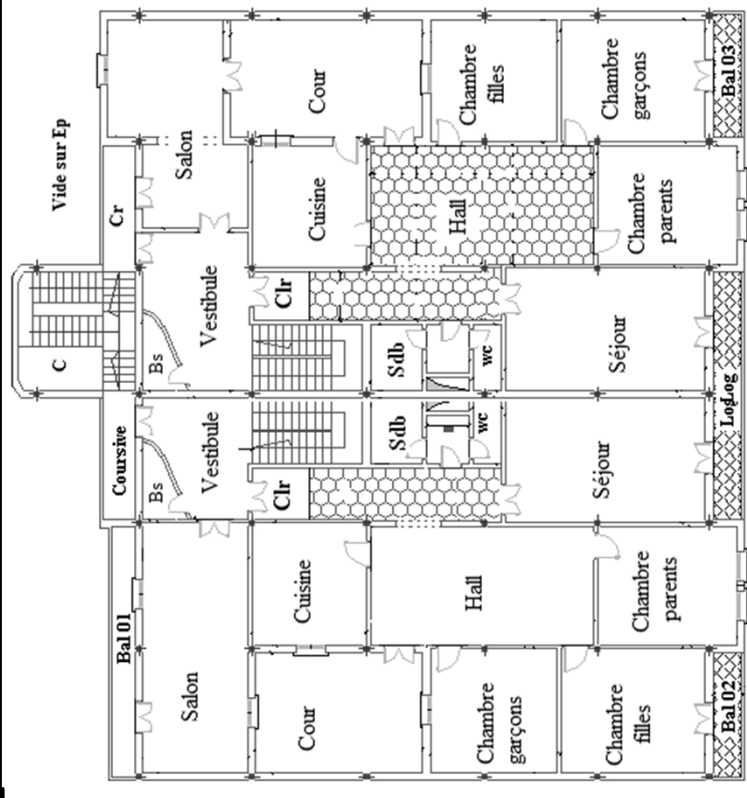 Vide sur Ep
Salon
Cour
Chambre
filles
Chambre
garçons
Bal 03
Cr
Cuisine
Hall
Chambre
parents
C
Bs
Vestibule
Clr
Sdb
wc
Séjour
LogLog
Coursive
Bs
Vestibule
Clr
Sdb
wc
Séjour
Bal 01
Cuisine
Hall
Chambre
parents
Salon
Cour
Chambre
garçons
Chambre
filles
Bal 02